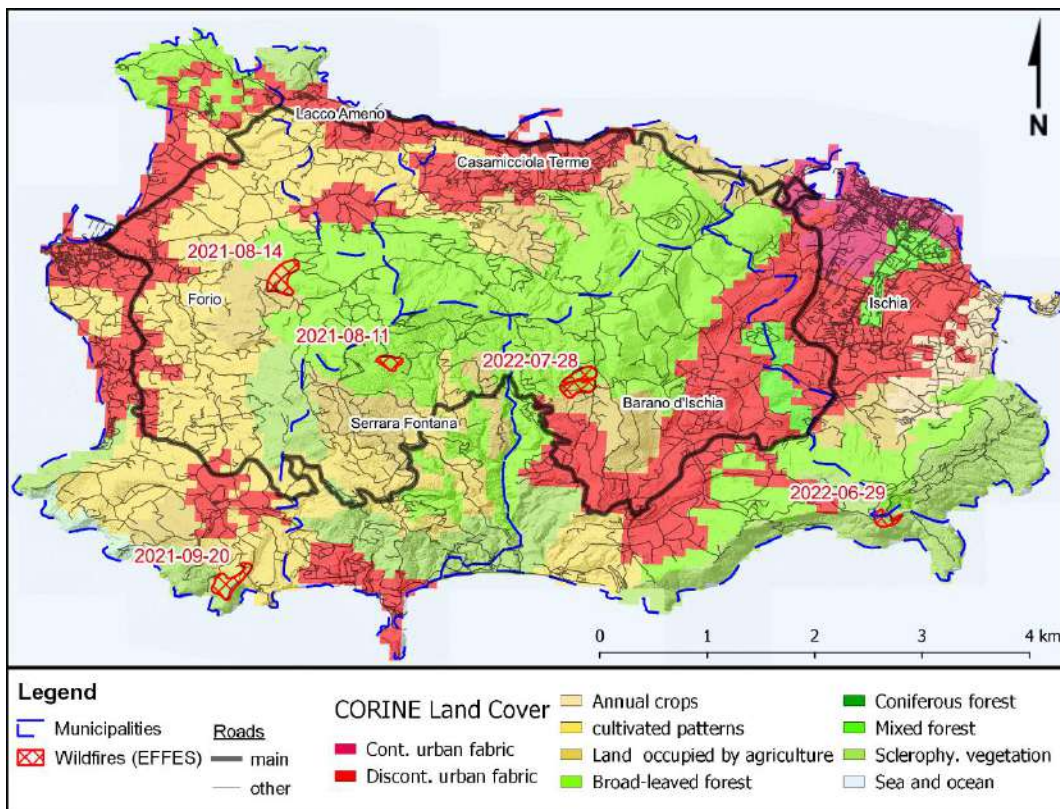 N
Lacco Ameno
Casamicciola Terme
2021-08-14
Forio
Ischia
2021-08-11
2022-07-28
Barano d'Ischia
Serrara Fontana
2022-06-29
2021-09-20
0 1 2 3 4 km
Legend
Municipalities
Wildfires (EFFES)
Roads
main
other
CORINE Land Cover
Cont. urban fabric
Discont. urban fabric
Annual crops
cultivated patterns
Land occupied by agriculture
Broad-leaved forest
Coniferous forest
Mixed forest
Sclerophy. vegetation
Sea and ocean